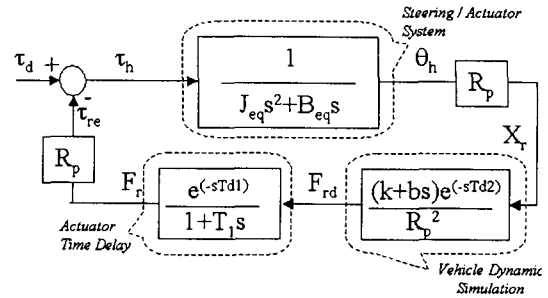 Steering / Actuator
System
τd + τh
1
Jeqs²+Beqs
θh
Rp
Xr
-
τre
Rp
Fr
e(-sTd1)
1+T1s
Frd
(k+bs)e(-sTd2)
Rp²
Actuator
Time Delay
Vehicle Dynamic
Simulation